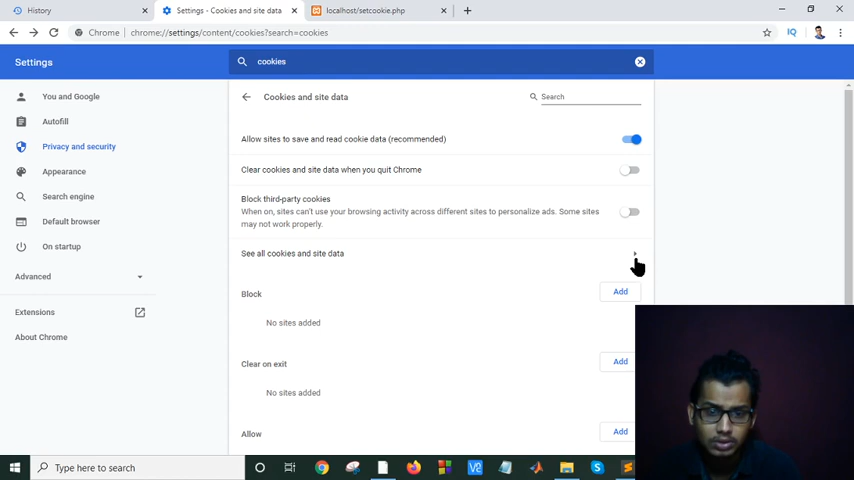 History
Settings - Cookies and site data
localhost/setcookie.php
Chrome
chrome://settings/content/cookies?search=cookies
Settings
cookies
You and Google
Autofill
Privacy and security
Appearance
Search engine
Default browser
On startup
Advanced
Extensions
About Chrome
Cookies and site data
Search
Allow sites to save and read cookie data (recommended)
Clear cookies and site data when you quit Chrome
Block third-party cookies
When on, sites can't use your browsing activity across different sites to personalize ads. Some sites
may not work properly.
See all cookies and site data
Block
Add
No sites added
Clear on exit
Add
No sites added
Allow
Add
Type here to search